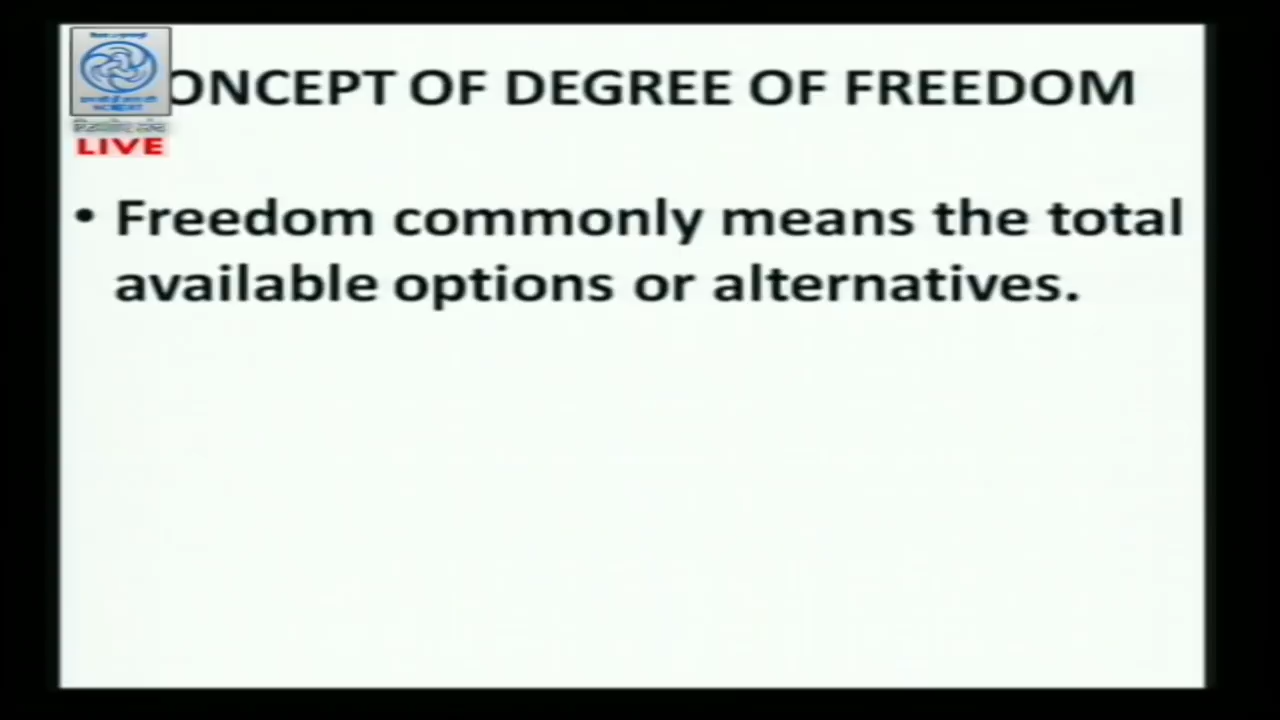 ONCEPT OF DEGREE OF FREEDOM
LIVE
• Freedom commonly means the total
available options or alternatives.